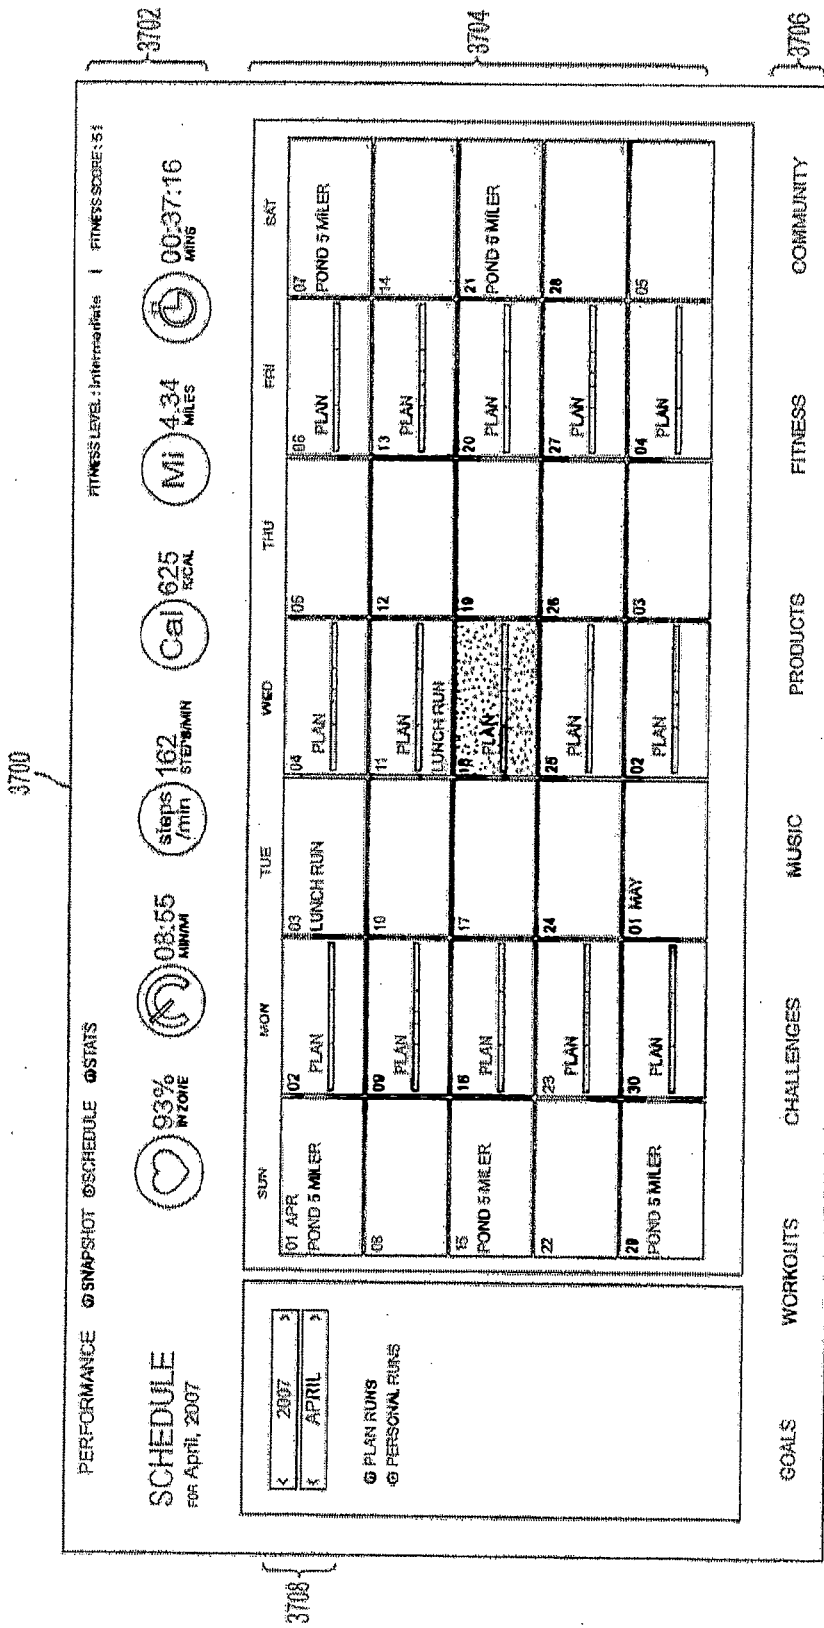 3700
PERFORMANCE SNAPSHOT SCHEDULE STATS
FITNESS LEVEL: Intermediate | FITNESS SCORE: 51
3702
SCHEDULE
FOR April, 2007
93%
IN ZONE
08:55
MIN/MI
steps
/min
162
STEPS/MIN
Cal
625
K/CAL
Mi
4.34
MILES
00:37:16
MINS
3708
< 2007 >
< APRIL >
PLAN RUNS
PERSONAL RUNS
3704
SUN MON TUE WED THU FRI SAT
01 APR 02 03 04 05 06 07
POND 5 MILER PLAN LUNCH RUN PLAN PLAN POND 5 MILER
08 09 10 11 12 13 14
PLAN PLAN PLAN
LUNCH RUN
15 16 17 18 19 20 21
POND 5 MILER PLAN PLAN PLAN POND 5 MILER
22 23 24 25 26 27 28
PLAN PLAN PLAN
29 30 01 MAY 02 03 04 05
POND 5 MILER PLAN PLAN PLAN
GOALS WORKOUTS CHALLENGES MUSIC PRODUCTS FITNESS COMMUNITY
3706